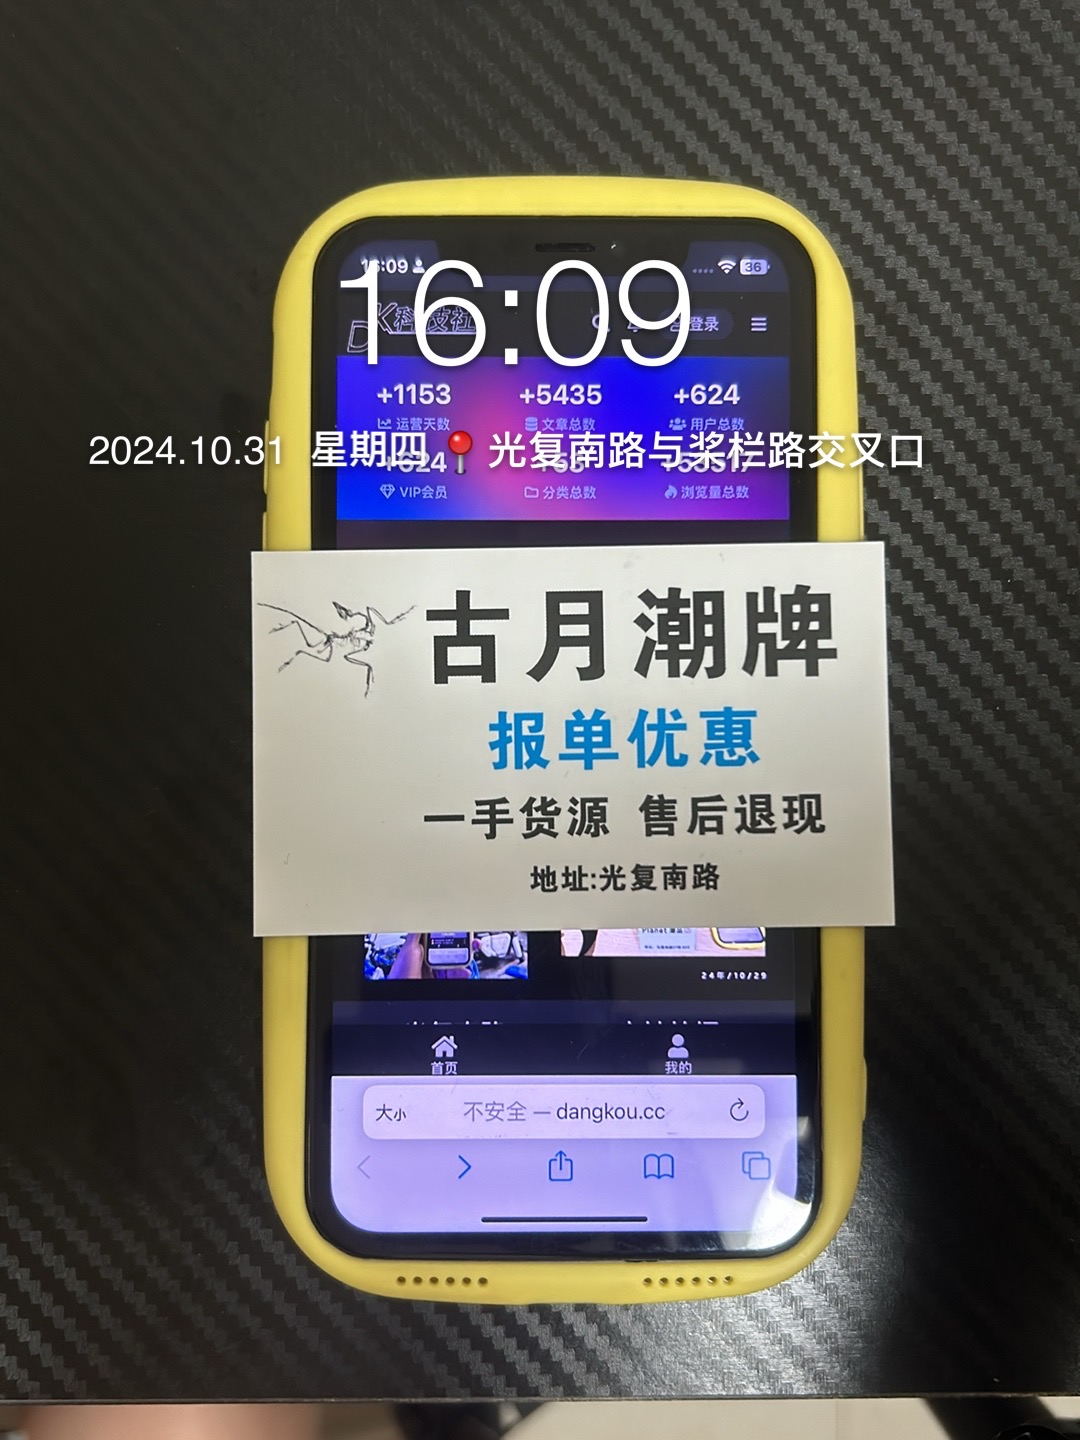 16:09
36
16:09
登录
+1153 +5435 +624
运营天数 文章总数 用户总数
2024.10.31 星期四 光复南路与桨栏路交叉口
VIP会员 分类总数 浏览量总数
古月潮牌
报单优惠
一手货源 售后退现
地址:光复南路
24年/10/29
首页 我的
大小 不安全 — dangkou.cc